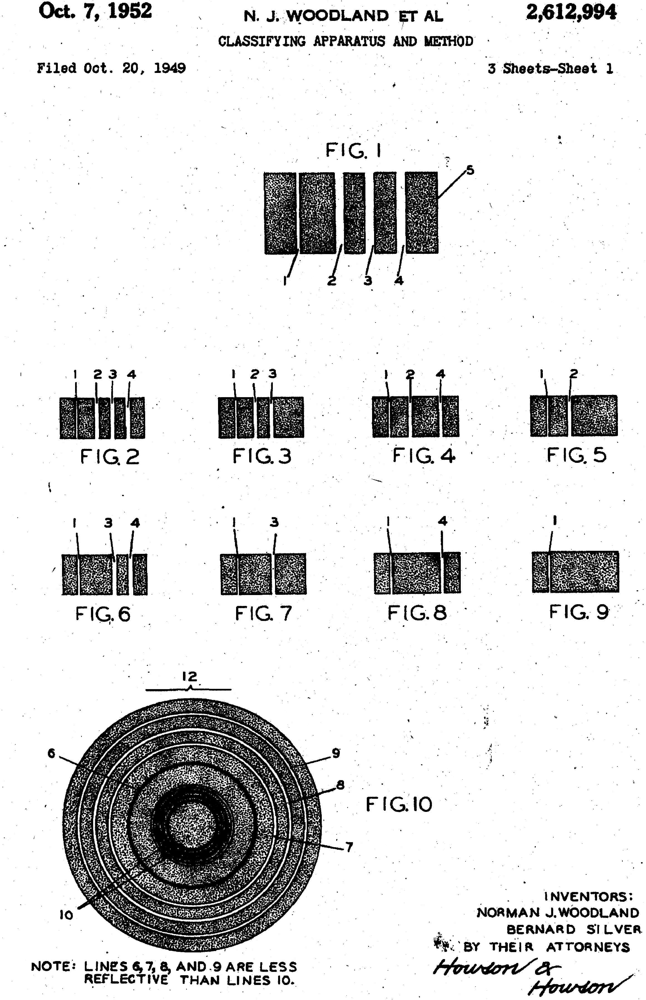 Oct. 7, 1952
N. J. WOODLAND ET AL
2,612,994
CLASSIFYING APPARATUS AND METHOD
Filed Oct. 20, 1949
3 Sheets-Sheet 1
FIG. 1
5
1 2 3 4
1 2 3 4
1 2 3
1 2 4
1 2
FIG. 2
FIG. 3
FIG. 4
FIG. 5
1 3 4
1 3
1 4
1
FIG. 6
FIG. 7
FIG. 8
FIG. 9
12
6
9
8
FIG. 10
7
10
INVENTORS:
NORMAN J. WOODLAND
BERNARD SILVER
BY THEIR ATTORNEYS
Howson &
Howson
NOTE: LINES 6, 7, 8, AND 9 ARE LESS
REFLECTIVE THAN LINES 10.